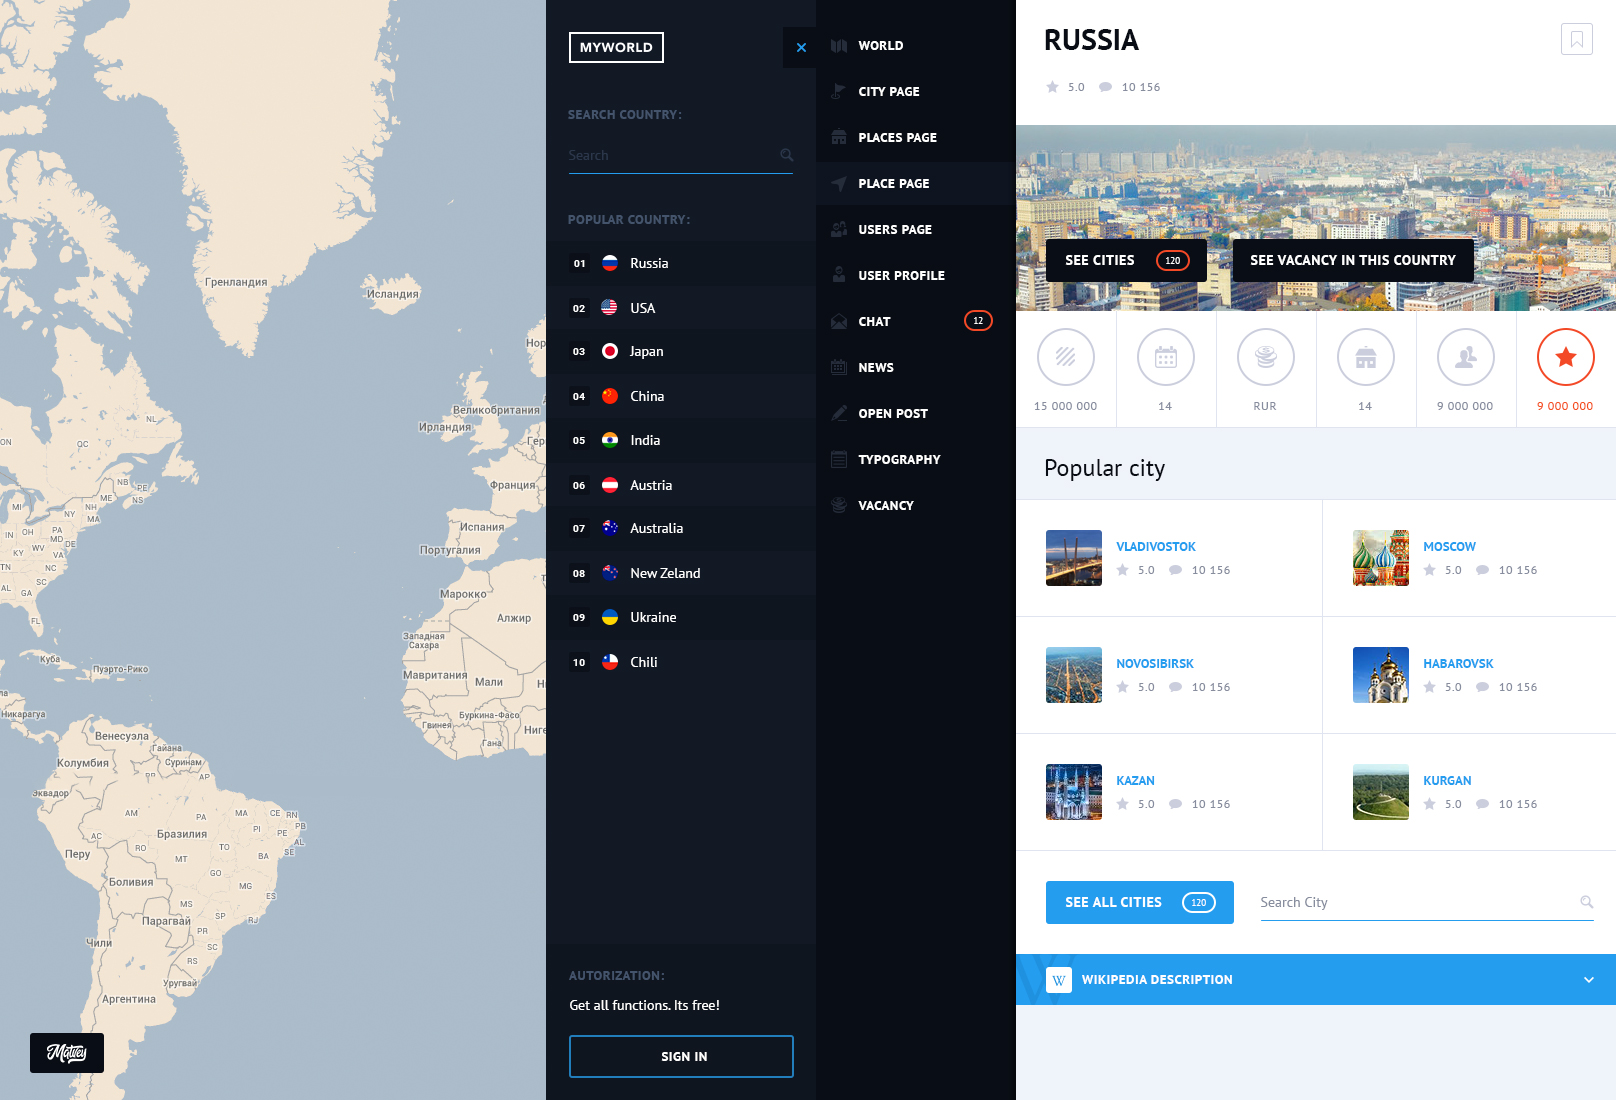 Гренландия
Исландия
Нор
Великобритания
Ирландия
Гер
Франция
Испания
Португалия
Марокко
Алжир
Западная
Сахара
Мавритания
Мали
Н
Буркина-Фасо
Гвинея
Ниге
Гана
NL
ON
QC
NB
PE
ME
NS
MI
NH
NY
MA
IN
OH
PA
MD
DE
KY
WV
VA
TN
NC
AL
SC
GA
FL
Куба
Пуэрто-Рико
ла
Никарагуа
Венесуэла
Гайана
Колумбия
Суринам
РР
AP
Эквадор
AM
PA
MA
CE
RN
PB
PI
PE
AL
SE
AC
Бразилия
RO
TO
BA
Перу
MT
GO
Боливия
MG
ES
MS
SP
RJ
Парагвай
PR
SC
Чили
RS
Уругвай
Аргентина
Matvey
MYWORLD
SEARCH COUNTRY:
Search
POPULAR COUNTRY:
01 Russia
02 USA
03 Japan
04 China
05 India
06 Austria
07 Australia
08 New Zeland
09 Ukraine
10 Chili
AUTORIZATION:
Get all functions. Its free!
SIGN IN
WORLD
CITY PAGE
PLACES PAGE
PLACE PAGE
USERS PAGE
USER PROFILE
CHAT 12
NEWS
OPEN POST
TYPOGRAPHY
VACANCY
RUSSIA
5.0 10 156
SEE CITIES 120 SEE VACANCY IN THIS COUNTRY
15 000 000 14 RUR 14 9 000 000 9 000 000
Popular city
VLADIVOSTOK
5.0 10 156
MOSCOW
5.0 10 156
NOVOSIBIRSK
5.0 10 156
HABAROVSK
5.0 10 156
KAZAN
5.0 10 156
KURGAN
5.0 10 156
SEE ALL CITIES 120 Search City
W WIKIPEDIA DESCRIPTION